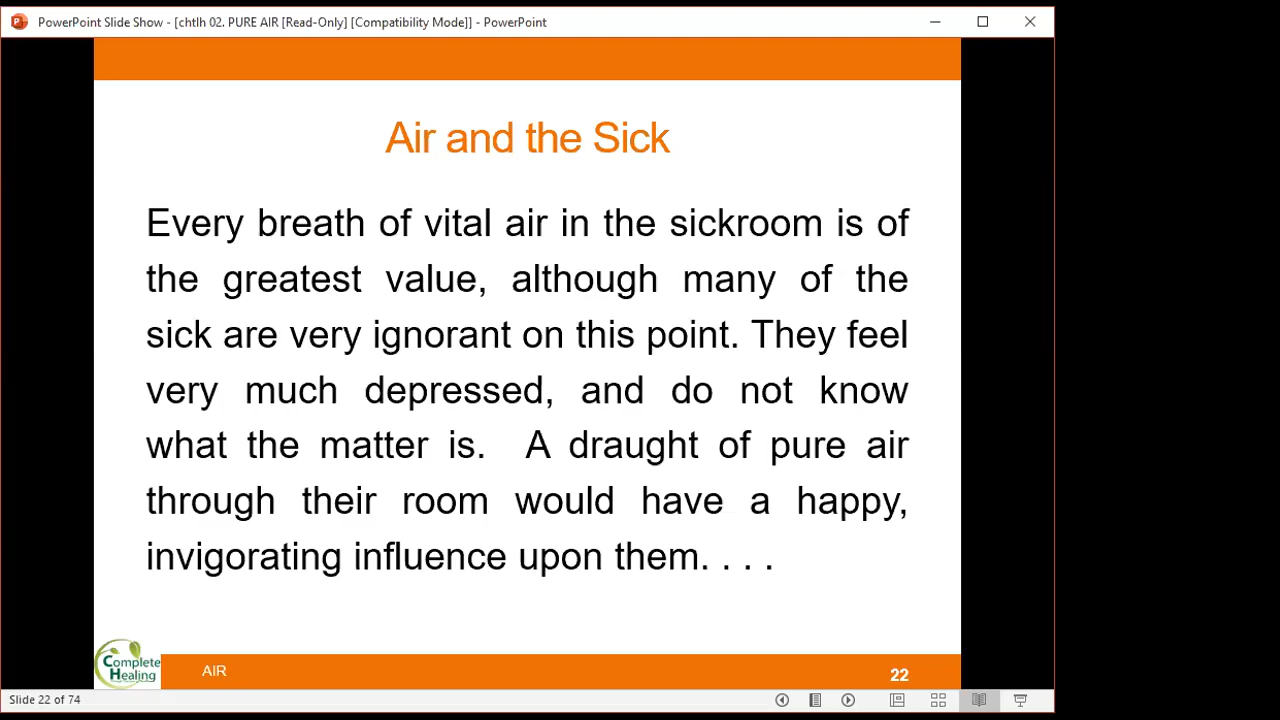 PowerPoint Slide Show - [chtlh 02. PURE AIR [Read-Only] [Compatibility Mode]] - PowerPoint
Air and the Sick
Every breath of vital air in the sickroom is of
the greatest value, although many of the
sick are very ignorant on this point. They feel
very much depressed, and do not know
what the matter is. A draught of pure air
through their room would have a happy,
invigorating influence upon them. . . .
Complete
Healing
AIR
22
Slide 22 of 74